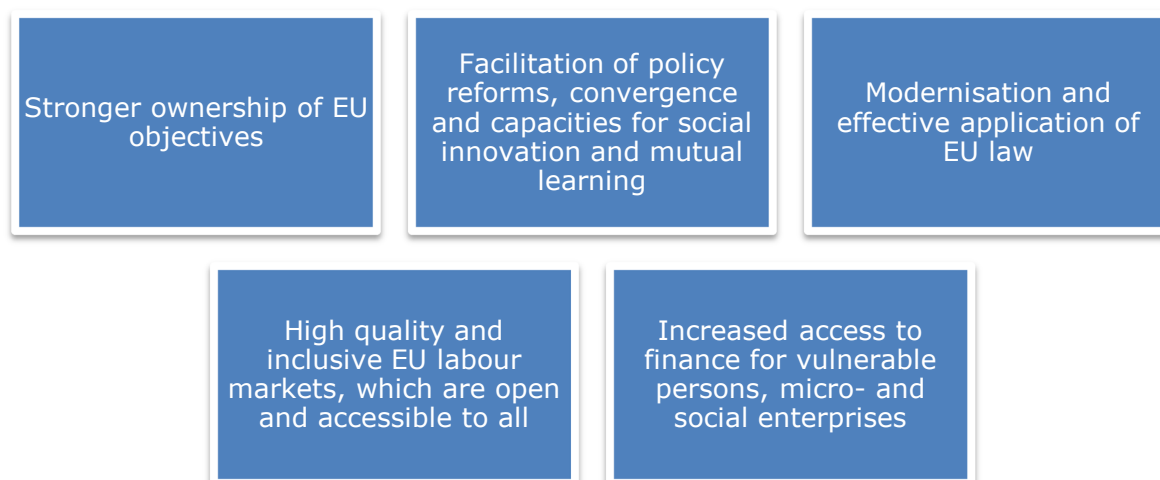 Stronger ownership of EU
objectives
Facilitation of policy
reforms, convergence
and capacities for social
innovation and mutual
learning
Modernisation and
effective application of
EU law
High quality and
inclusive EU labour
markets, which are open
and accessible to all
Increased access to
finance for vulnerable
persons, micro- and
social enterprises